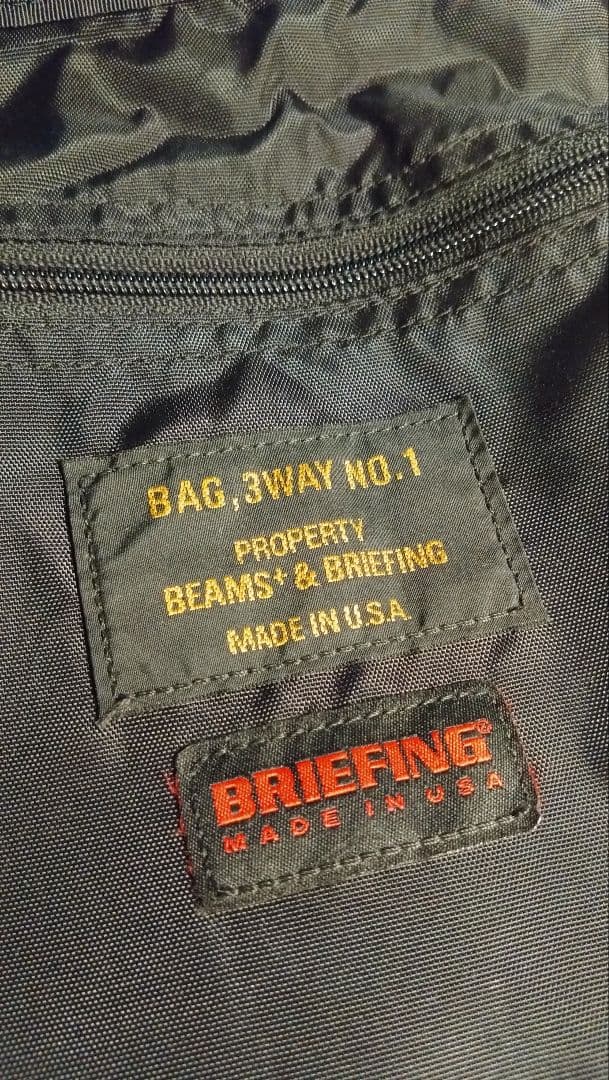 BAG, 3WAY NO.1
PROPERTY
BEAMS+ & BRIEFING
MADE IN U.S.A.
BRIEFING®
MADE IN USA